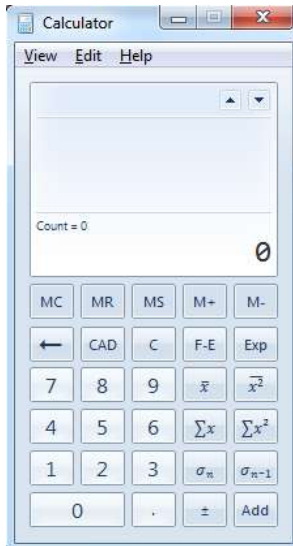 Calculator
View Edit Help
Count = 0
0
MC MR MS M+ M-
← CAD C F-E Exp
7 8 9 x̄ x̄²
4 5 6 ∑x ∑x²
1 2 3 σₙ σₙ₋₁
0 . ± Add